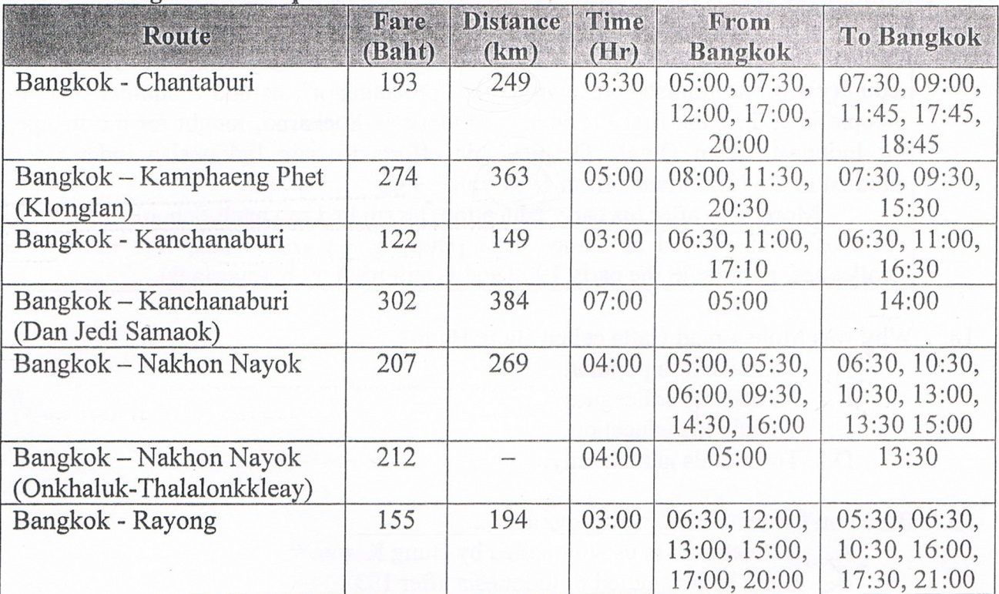 Route Fare (Baht) Distance (km) Time (Hr) From Bangkok To Bangkok
Bangkok - Chantaburi 193 249 03:30 05:00, 07:30, 07:30, 09:00,
12:00, 17:00, 11:45, 17:45,
20:00 18:45
Bangkok – Kamphaeng Phet 274 363 05:00 08:00, 11:30, 07:30, 09:30,
(Klonglan) 20:30 15:30
Bangkok - Kanchanaburi 122 149 03:00 06:30, 11:00, 06:30, 11:00,
17:10 16:30
Bangkok – Kanchanaburi 302 384 07:00 05:00 14:00
(Dan Jedi Samaok)
Bangkok – Nakhon Nayok 207 269 04:00 05:00, 05:30, 06:30, 10:30,
06:00, 09:30, 10:30, 13:00,
14:30, 16:00 13:30 15:00
Bangkok – Nakhon Nayok 212 – 04:00 05:00 13:30
(Onkhaluk-Thalalonkkleay)
Bangkok - Rayong 155 194 03:00 06:30, 12:00, 05:30, 06:30,
13:00, 15:00, 10:30, 16:00,
17:00, 20:00 17:30, 21:00